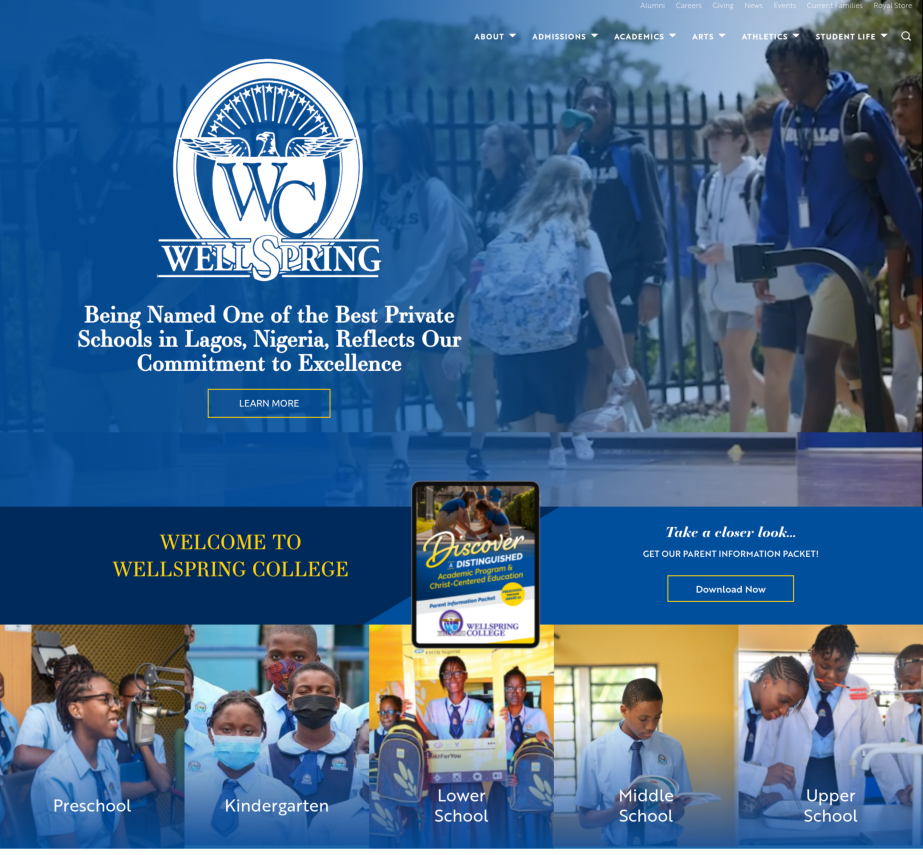 Alumni Careers Giving News Events Current Families Royal Store
ABOUT ADMISSIONS ACADEMICS ARTS ATHLETICS STUDENT LIFE
WC
WELLSPRING
Being Named One of the Best Private
Schools in Lagos, Nigeria, Reflects Our
Commitment to Excellence
LEARN MORE
WELCOME TO
WELLSPRING COLLEGE
Discover
A DISTINGUISHED
Academic Program &
Christ-Centered Education
Parent Information Packet
WELLSPRING
COLLEGE
Take a closer look...
GET OUR PARENT INFORMATION PACKET!
Download Now
Preschool
Kindergarten
Lower
School
Middle
School
Upper
School